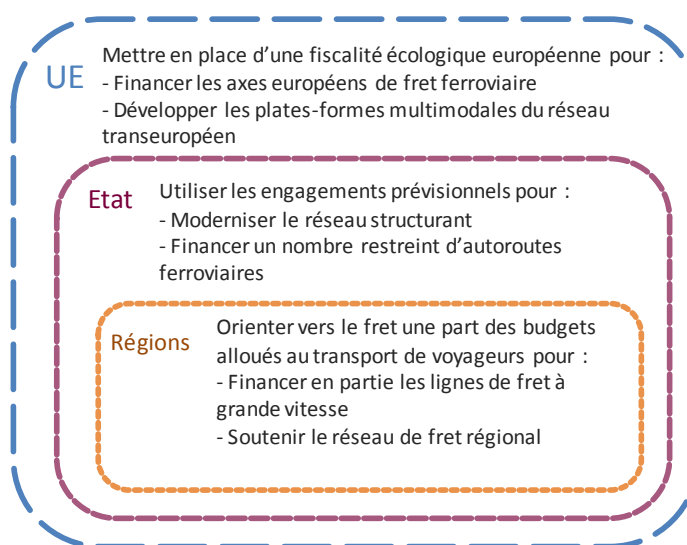 UE
Mettre en place d'une fiscalité écologique européenne pour :
- Financer les axes européens de fret ferroviaire
- Développer les plates-formes multimodales du réseau
transeuropéen
Etat
Utiliser les engagements prévisionnels pour :
- Moderniser le réseau structurant
- Financer un nombre restreint d'autoroutes
ferroviaires
Régions
Orienter vers le fret une part des budgets
alloués au transport de voyageurs pour :
- Financer en partie les lignes de fret à
grande vitesse
- Soutenir le réseau de fret régional